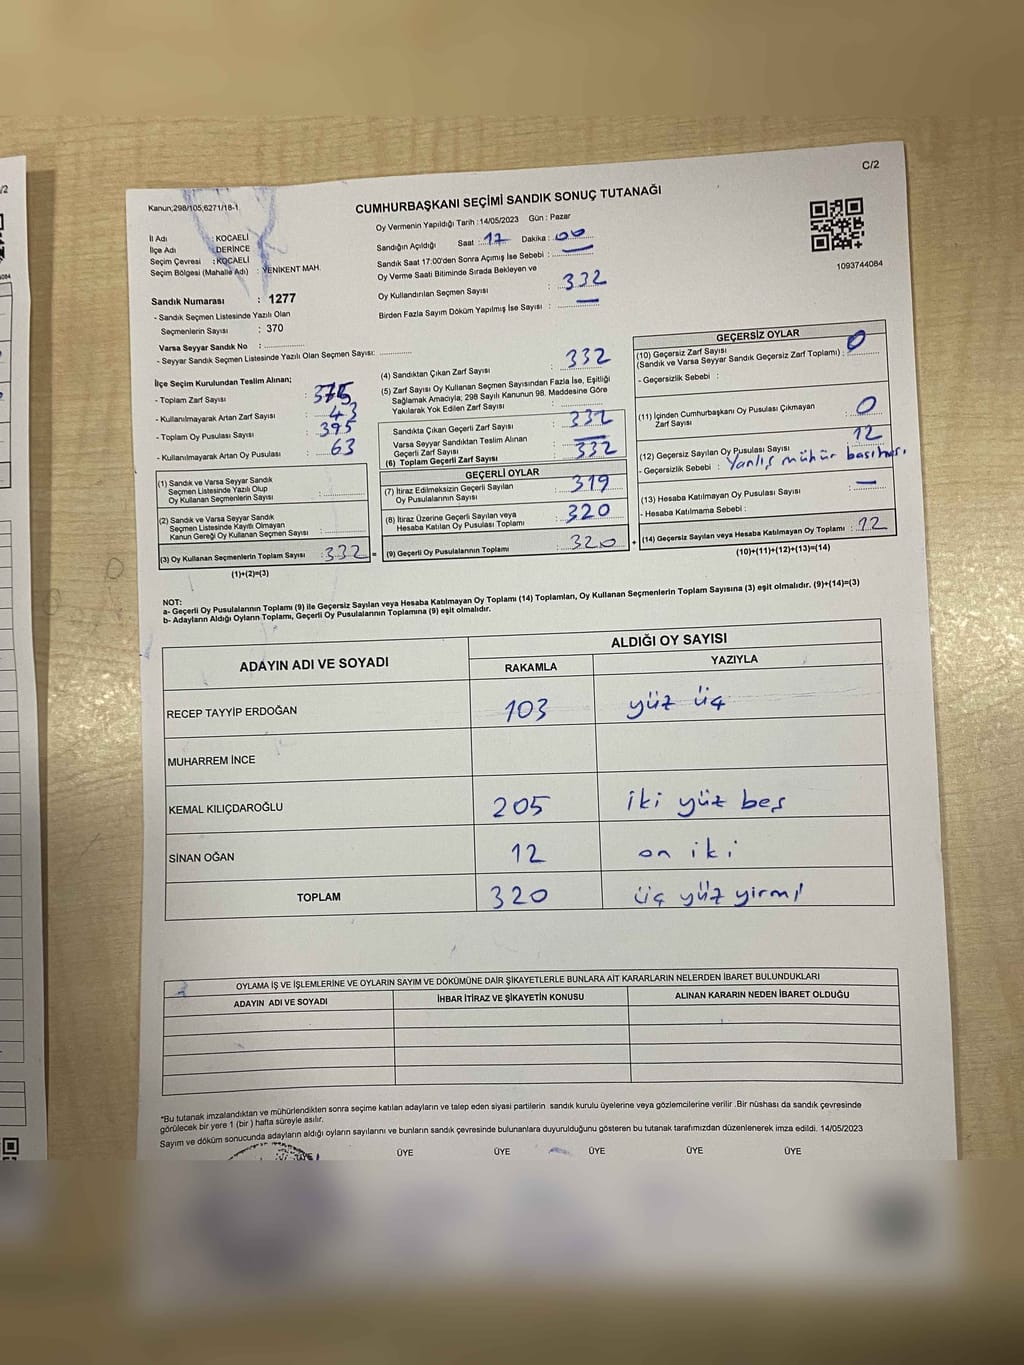 C/2
Kanun;298/105;6271/18-1
CUMHURBAŞKANI SEÇİMİ SANDIK SONUÇ TUTANAĞI
İl Adı : KOCAELİ
İlçe Adı : DERİNCE
Seçim Çevresi : KOCAELİ
Seçim Bölgesi (Mahalle Adı) : YENİKENT MAH.
Sandık Numarası : 1277
- Sandık Seçmen Listesinde Yazılı Olan
Seçmenlerin Sayısı : 370
Varsa Seyyar Sandık No :
- Seyyar Sandık Seçmen Listesinde Yazılı Olan Seçmen Sayısı:
Oy Vermenin Yapıldığı Tarih : 14/05/2023 Gün : Pazar
Sandığın Açıldığı Saat : 17 Dakika : 00
Sandık Saat 17:00'den Sonra Açımış İse Sebebi : —
Oy Verme Saati Bitiminde Sırada Bekleyen ve
Oy Kullandırılan Seçmen Sayısı : 332
Birden Fazla Sayım Döküm Yapılmış İse Sayısı : —
1093744084
İlçe Seçim Kurulundan Teslim Alınan;
- Toplam Zarf Sayısı : 375
- Kullanılmayarak Artan Zarf Sayısı : 43
- Toplam Oy Pusulası Sayısı : 395
- Kullanılmayarak Artan Oy Pusulası : 63
(1) Sandık ve Varsa Seyyar Sandık
Seçmen Listesinde Yazılı Olup
Oy Kullanan Seçmenlerin Sayısı :
(2) Sandık ve Varsa Seyyar Sandık
Seçmen Listesinde Kayıtlı Olmayan
Kanun Gereği Oy Kullanan Seçmen Sayısı :
(3) Oy Kullanan Seçmenlerin Toplam Sayısı : 332 =
(1)+(2)=(3)
(4) Sandıktan Çıkan Zarf Sayısı : 332
(5) Zarf Sayısı Oy Kullanan Seçmen Sayısından Fazla İse, Eşitliği
Sağlamak Amacıyla; 298 Sayılı Kanunun 98. Maddesine Göre
Yakılarak Yok Edilen Zarf Sayısı :
Sandıkta Çıkan Geçerli Zarf Sayısı : 332
Varsa Seyyar Sandıktan Teslim Alınan
Geçerli Zarf Sayısı : —
(6) Toplam Geçerli Zarf Sayısı : 332
GEÇERLİ OYLAR
(7) İtiraz Edilmeksizin Geçerli Sayılan
Oy Pusulalarının Sayısı : 319
(8) İtiraz Üzerine Geçerli Sayılan veya
Hesaba Katılan Oy Pusulası Toplamı : 320
(9) Geçerli Oy Pusulalarının Toplamı : 320 +
GEÇERSİZ OYLAR
(10) Geçersiz Zarf Sayısı
(Sandık ve Varsa Seyyar Sandık Geçersiz Zarf Toplamı) : 0
- Geçersizlik Sebebi :
(11) İçinden Cumhurbaşkanı Oy Pusulası Çıkmayan
Zarf Sayısı : 0
(12) Geçersiz Sayılan Oy Pusulası Sayısı : 12
- Geçersizlik Sebebi : Yanlış mühür basılması
(13) Hesaba Katılmayan Oy Pusulası Sayısı : —
- Hesaba Katılmama Sebebi :
(14) Geçersiz Sayılan veya Hesaba Katılmayan Oy Toplamı : 12
(10)+(11)+(12)+(13)=(14)
NOT:
a- Geçerli Oy Pusulalarının Toplamı (9) ile Geçersiz Sayılan veya Hesaba Katılmayan Oy Toplamı (14) Toplamları, Oy Kullanan Seçmenlerin Toplam Sayısına (3) eşit olmalıdır. (9)+(14)=(3)
b- Adayların Aldığı Oyların Toplamı, Geçerli Oy Pusulalarının Toplamına (9) eşit olmalıdır.
ADAYIN ADI VE SOYADI
ALDIĞI OY SAYISI
RAKAMLA YAZIYLA
RECEP TAYYİP ERDOĞAN 103 yüz üç
MUHARREM İNCE
KEMAL KILIÇDAROĞLU 205 iki yüz beş
SİNAN OĞAN 12 on iki
TOPLAM 320 üç yüz yirmi
OYLAMA İŞ VE İŞLEMLERİNE VE OYLARIN SAYIM VE DÖKÜMÜNE DAİR ŞİKAYETLERLE BUNLARA AİT KARARLARIN NELERDEN İBARET BULUNDUKLARI
ADAYIN ADI VE SOYADI İHBAR İTİRAZ VE ŞİKAYETİN KONUSU ALINAN KARARIN NEDEN İBARET OLDUĞU
*Bu tutanak imzalandıktan ve mühürlendikten sonra seçime katılan adayların ve talep eden siyasi partilerin sandık kurulu üyelerine veya gözlemcilerine verilir .Bir nüshası da sandık çevresinde
görülecek bir yere 1 (bir ) hafta süreyle asılır.
Sayım ve döküm sonucunda adayların aldığı oyların sayılarını ve bunların sandık çevresinde bulunanlara duyurulduğunu gösteren bu tutanak tarafımızdan düzenlenerek imza edildi. 14/05/2023
ÜYE ÜYE ÜYE ÜYE ÜYE